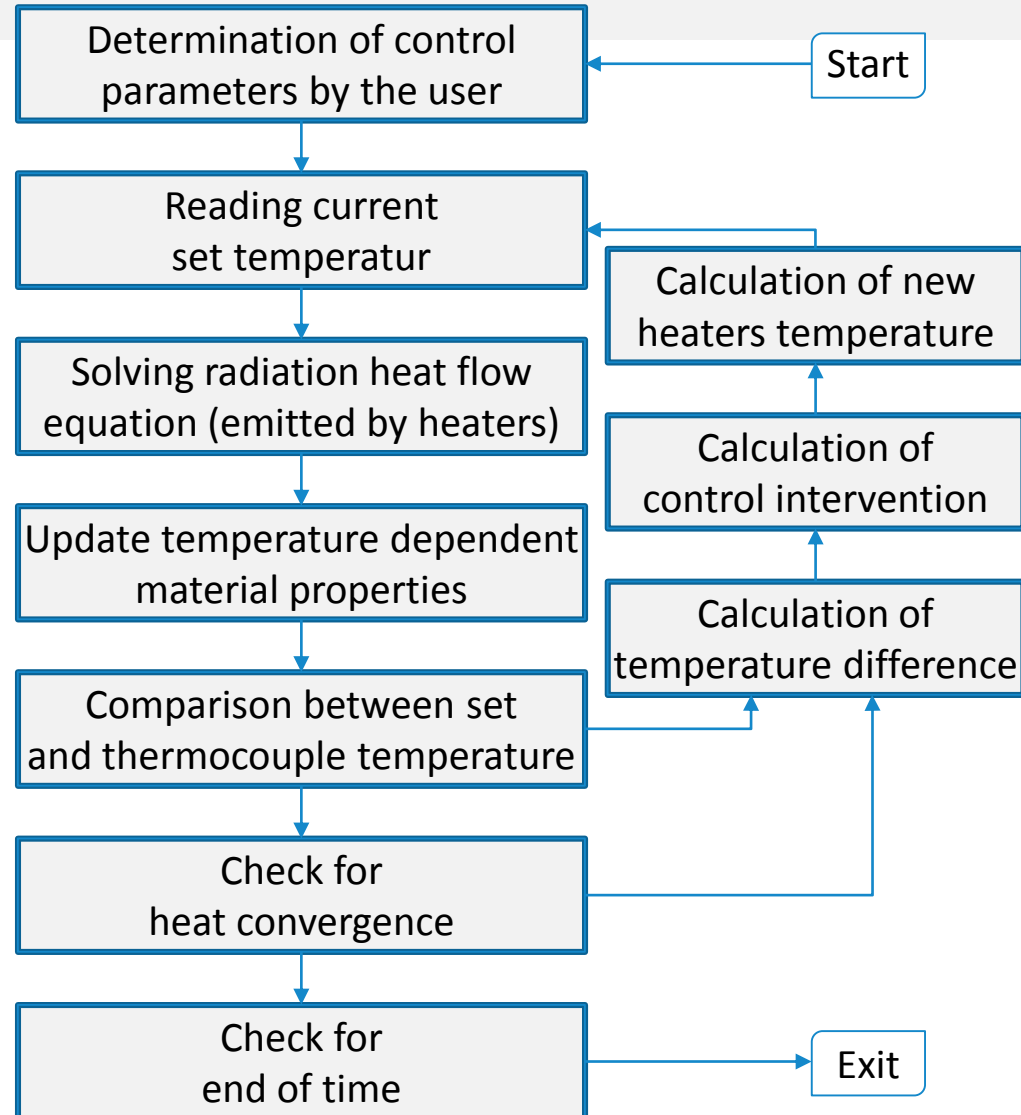 Determination of control
parameters by the user
Start
Reading current
set temperatur
Calculation of new
heaters temperature
Solving radiation heat flow
equation (emitted by heaters)
Calculation of
control intervention
Update temperature dependent
material properties
Calculation of
temperature difference
Comparison between set
and thermocouple temperature
Check for
heat convergence
Check for
end of time
Exit